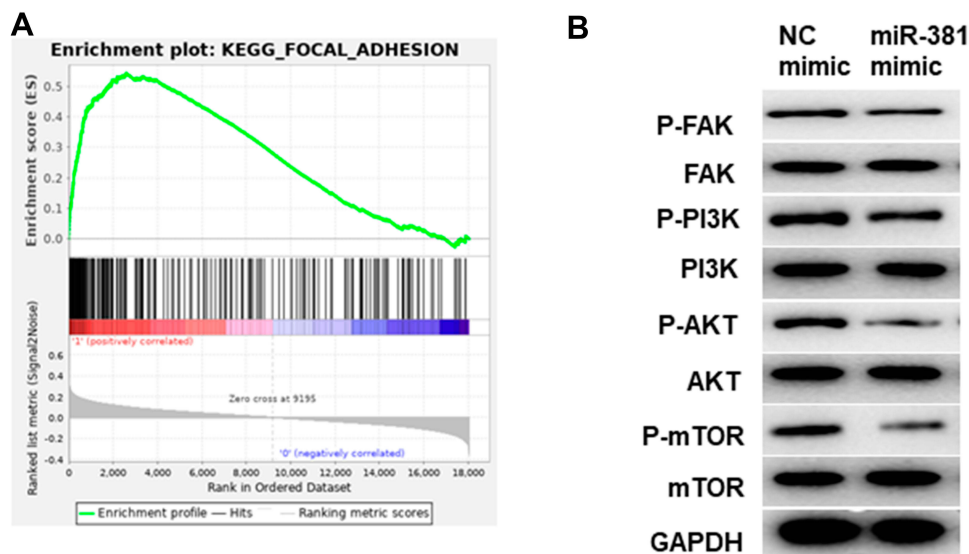 A
Enrichment plot: KEGG_FOCAL_ADHESION
Enrichment score (ES)
0.5
0.4
0.3
0.2
0.1
0.0
'1' (positively correlated)
Ranked list metric (Signal2Noise)
0.6
0.4
0.2
0.0
-0.2
-0.4
Zero cross at 9195
'0' (negatively correlated)
0 2,000 4,000 6,000 8,000 10,000 12,000 14,000 16,000 18,000
Rank in Ordered Dataset
Enrichment profile Hits Ranking metric scores
B
NC miR-381
mimic mimic
P-FAK
FAK
P-PI3K
PI3K
P-AKT
AKT
P-mTOR
mTOR
GAPDH